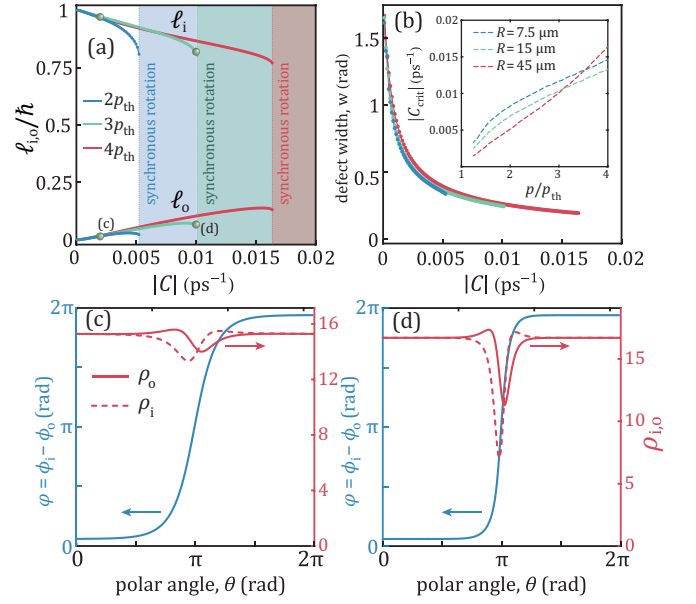 (a)
ℓi
ℓo
1
0.75
0.5
0.25
0
ℓi,o/ħ
2pth
3pth
4pth
synchronous rotation
synchronous rotation
synchronous rotation
(c)
(d)
0 0.005 0.01 0.015 0.02
|C| (ps⁻¹)
(b)
1.5
1
0.5
0
defect width, w (rad)
0 0.005 0.01 0.015 0.02
|C| (ps⁻¹)
R = 7.5 μm
R = 15 μm
R = 45 μm
0.02
0.01
0.01
0
|Ccrit| (ps⁻¹)
1 2 3 4
p/pth
(c)
2π
π
0
φ = ϕi − ϕo (rad)
ρo
ρi
16
12
8
4
0
0 π 2π
polar angle, θ (rad)
(d)
2π
π
0
φ = ϕi − ϕo (rad)
15
10
5
0
ρi,o
0 π 2π
polar angle, θ (rad)